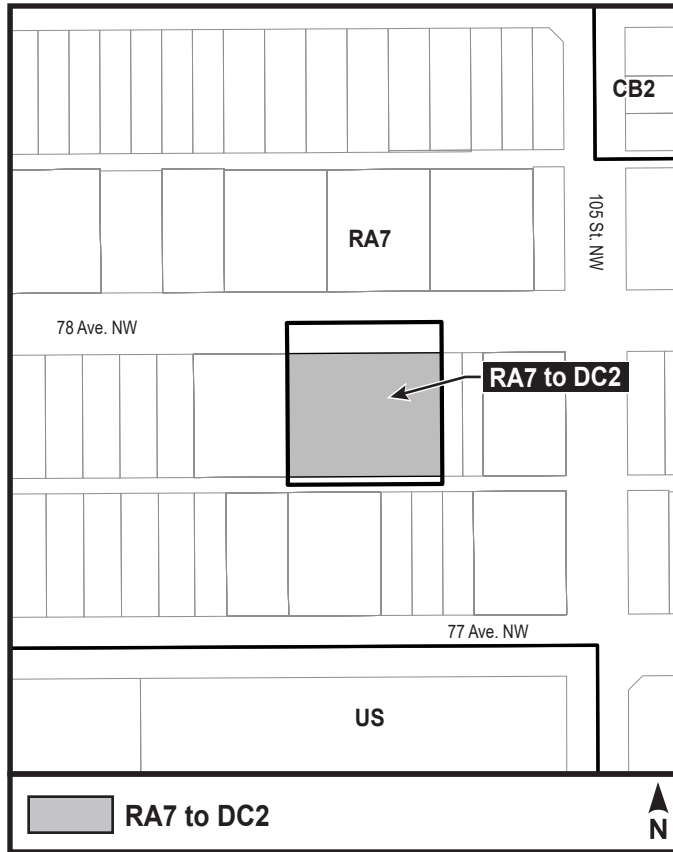 CB2
105 St. NW
RA7
78 Ave. NW
RA7 to DC2
77 Ave. NW
US
RA7 to DC2
N